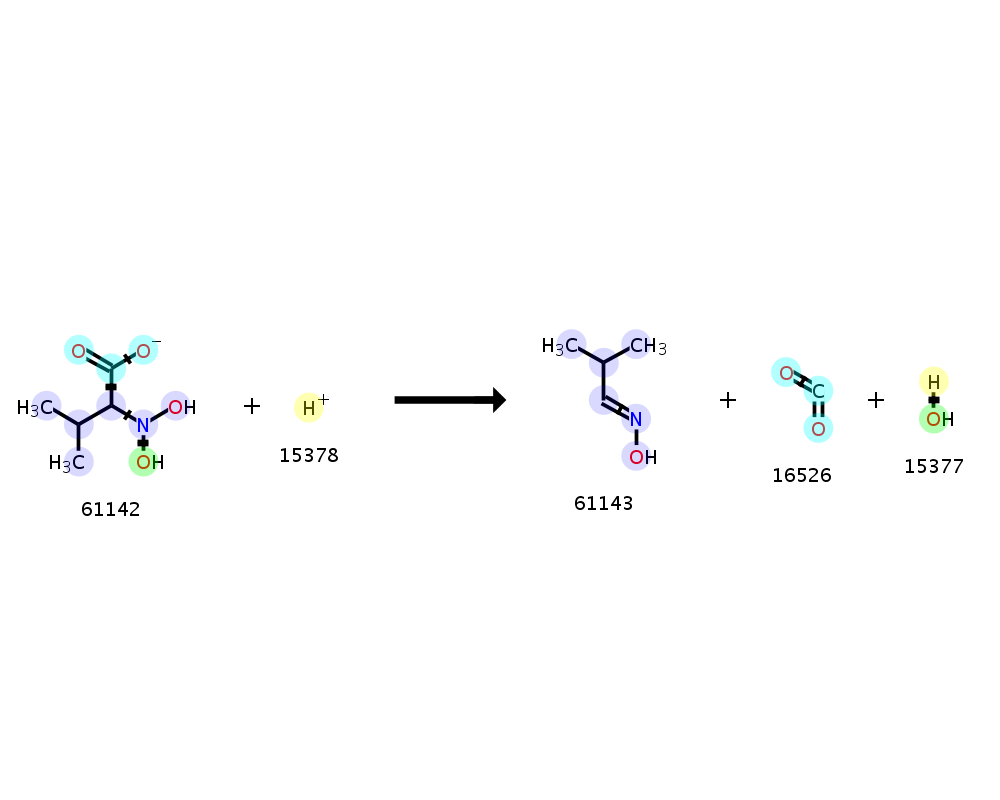 O O⁻
H₃C N OH
H₃C OH
61142
+
H⁺
15378
H₃C CH₃
N
OH
61143
+
O
C
O
16526
+
H
OH
15377